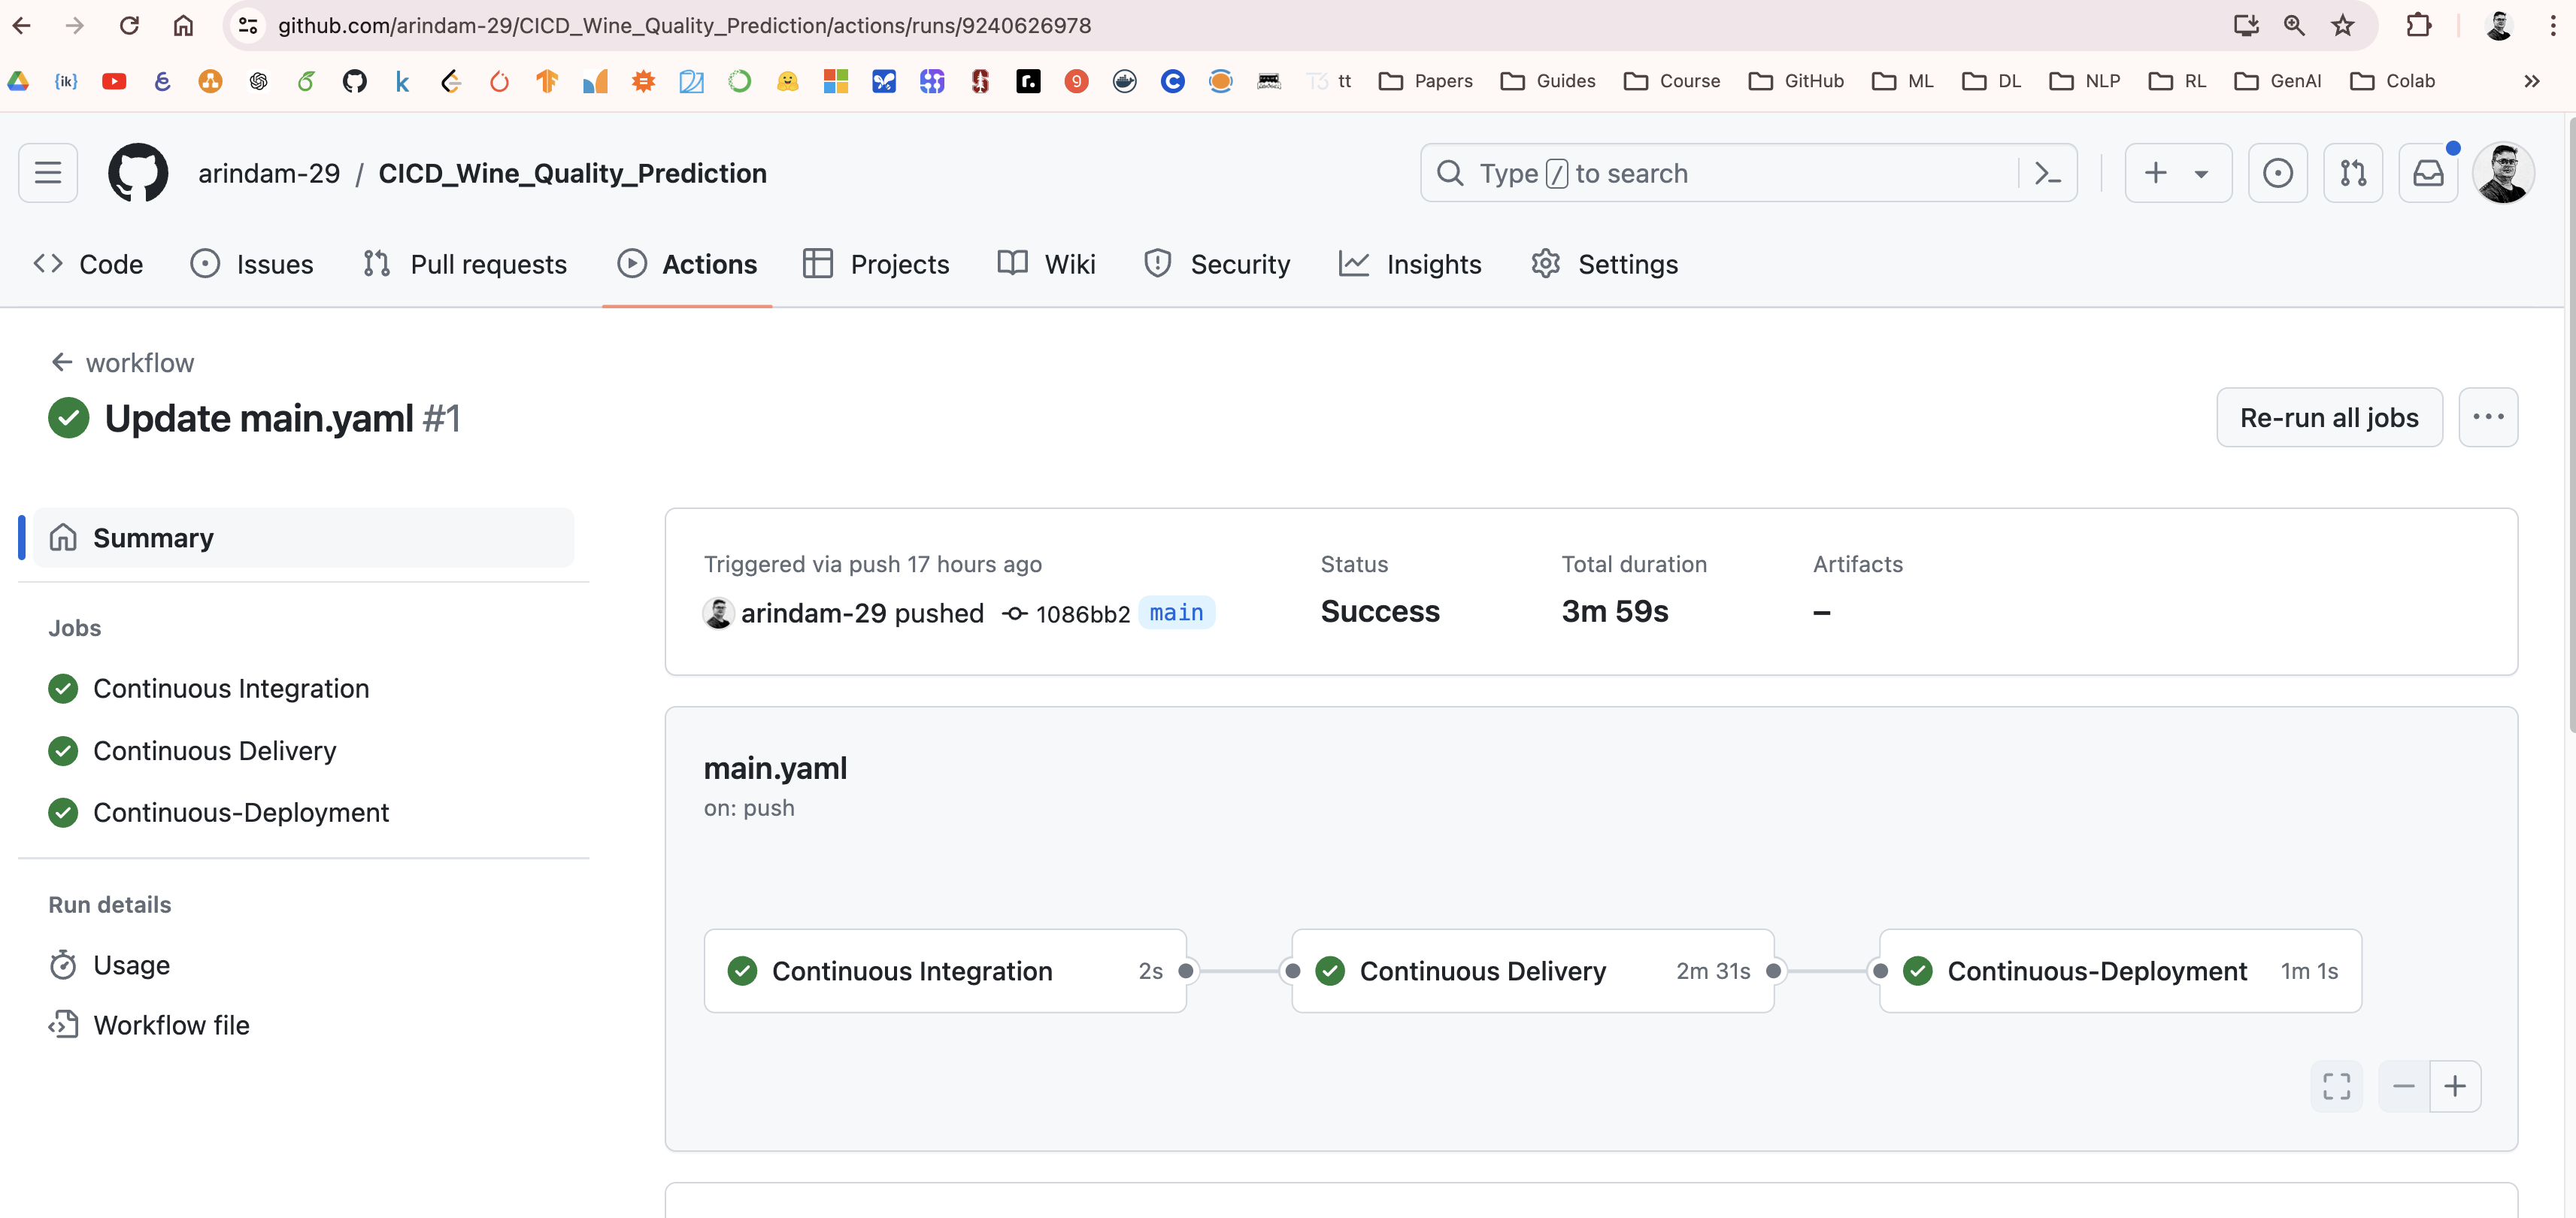 github.com/arindam-29/CICD_Wine_Quality_Prediction/actions/runs/9240626978
{ik} k r. 9 C T3 tt Papers Guides Course GitHub ML DL NLP RL GenAI Colab »
arindam-29 / CICD_Wine_Quality_Prediction
Type / to search
Code Issues Pull requests Actions Projects Wiki Security Insights Settings
← workflow
Update main.yaml #1
Re-run all jobs
Summary
Triggered via push 17 hours ago Status Total duration Artifacts
arindam-29 pushed 1086bb2 main Success 3m 59s –
Jobs
Continuous Integration
Continuous Delivery
Continuous-Deployment
main.yaml
on: push
Run details
Usage
Workflow file
Continuous Integration 2s Continuous Delivery 2m 31s Continuous-Deployment 1m 1s